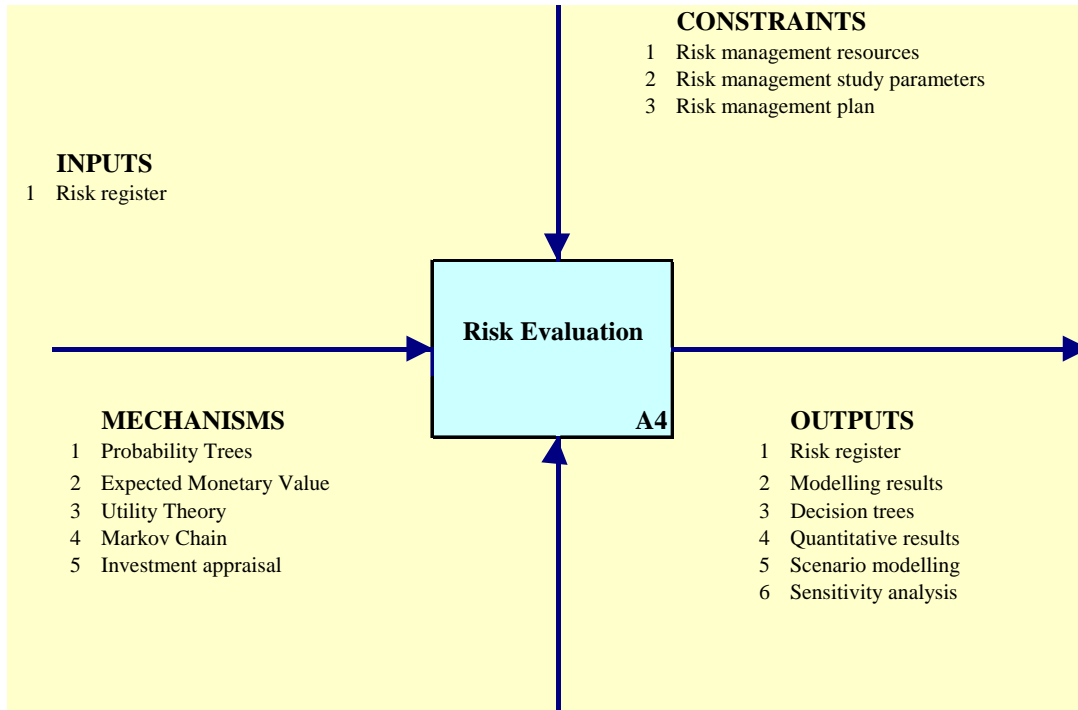 CONSTRAINTS
1 Risk management resources
2 Risk management study parameters
3 Risk management plan
INPUTS
1 Risk register
Risk Evaluation
A4
MECHANISMS
1 Probability Trees
2 Expected Monetary Value
3 Utility Theory
4 Markov Chain
5 Investment appraisal
OUTPUTS
1 Risk register
2 Modelling results
3 Decision trees
4 Quantitative results
5 Scenario modelling
6 Sensitivity analysis